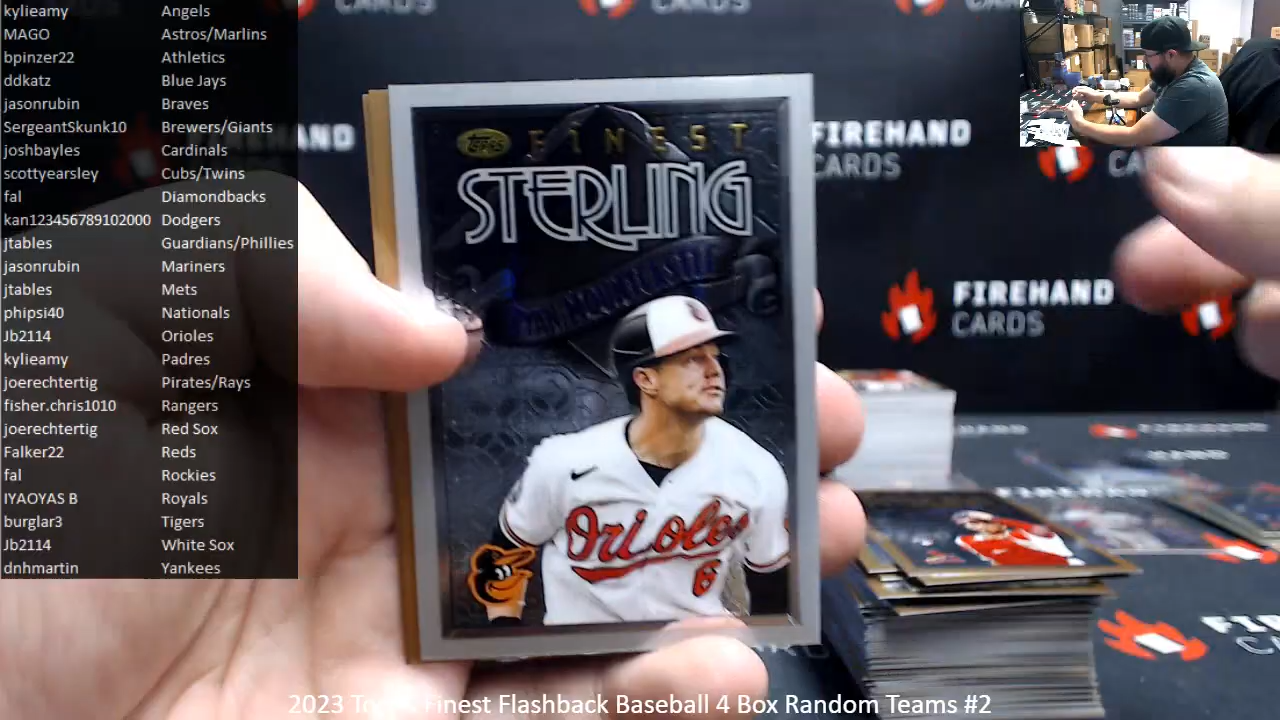 kylieamy Angels
MAGO Astros/Marlins
bpinzer22 Athletics
ddkatz Blue Jays
jasonrubin Braves
SergeantSkunk10 Brewers/Giants
joshbayles Cardinals
scottyearsley Cubs/Twins
fal Diamondbacks
kan123456789102000 Dodgers
jtables Guardians/Phillies
jasonrubin Mariners
jtables Mets
phipsi40 Nationals
Jb2114 Orioles
kylieamy Padres
joerechtertig Pirates/Rays
fisher.chris1010 Rangers
joerechtertig Red Sox
Falker22 Reds
fal Rockies
IYAOYAS B Royals
burglar3 Tigers
Jb2114 White Sox
dnhmartin Yankees
Topps FINEST
STERLING
RYAN MOUNTCASTLE
Orioles
6
FIREHAND
CARDS
FIREHAND
CARDS
2023 Topps Finest Flashback Baseball 4 Box Random Teams #2